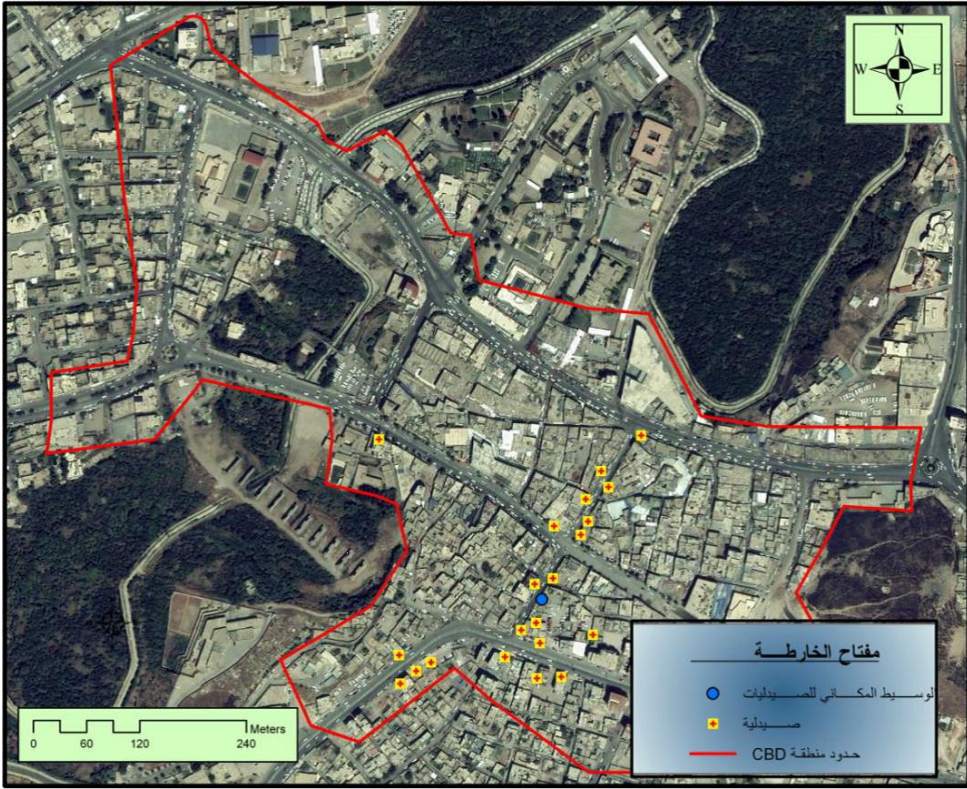 N
W E
S
مفتاح الخارطة
الوسيط المكاني للصيدليات
صيدلية
حدود منطقة CBD
Meters
0 60 120 240